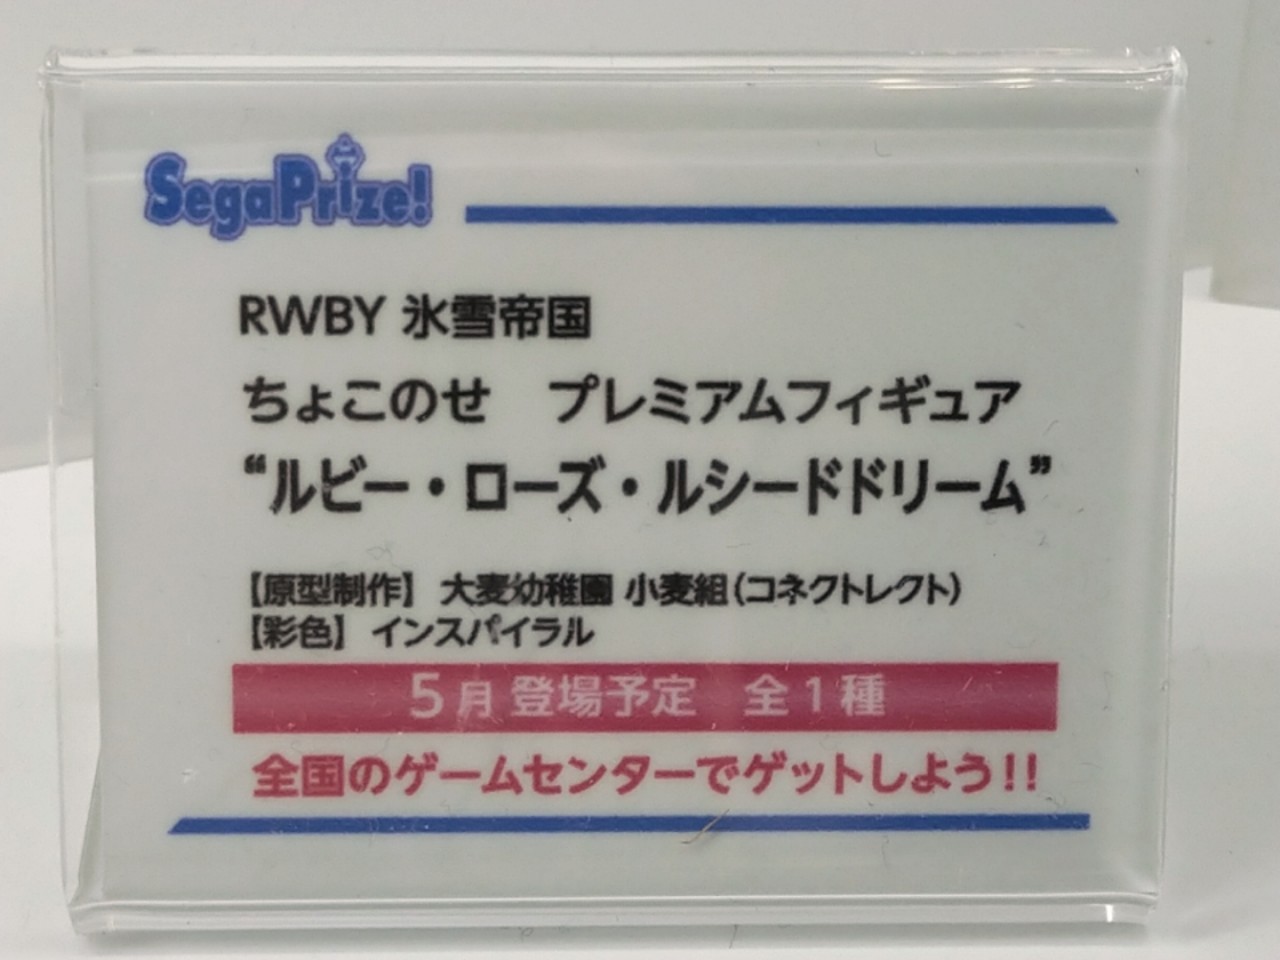 SegaPrize!
RWBY 氷雪帝国
ちょこのせ　プレミアムフィギュア
“ルビー・ローズ・ルシードドリーム”
【原型制作】 大麦幼稚園 小麦組（コネクトレクト）
【彩色】 インスパイラル
5月 登場予定　全1種
全国のゲームセンターでゲットしよう!!